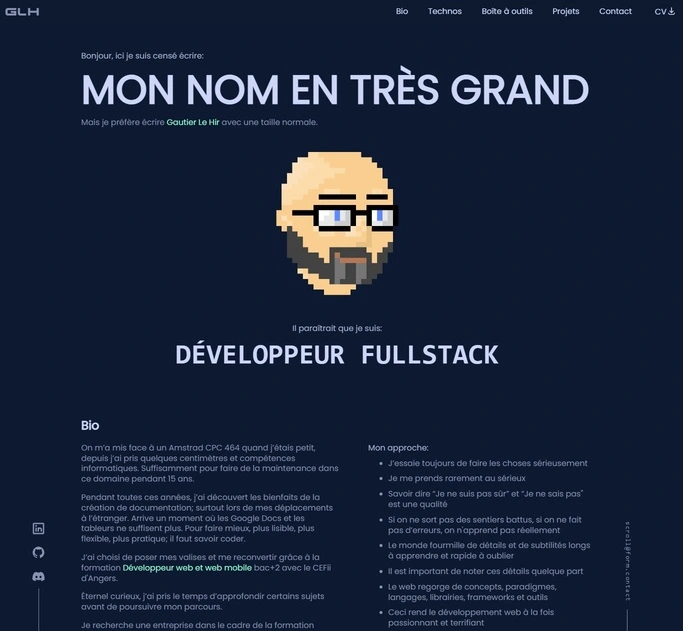 GLH
Bio Technos Boîte à outils Projets Contact CV
Bonjour, ici je suis censé écrire:
MON NOM EN TRÈS GRAND
Mais je préfère écrire Gautier Le Hir avec une taille normale.
Il paraîtrait que je suis:
DÉVELOPPEUR FULLSTACK
Bio
On m'a mis face à un Amstrad CPC 464 quand j'étais petit,
depuis j'ai pris quelques centimètres et compétences
informatiques. Suffisamment pour faire de la maintenance dans
ce domaine pendant 15 ans.
Pendant toutes ces années, j'ai découvert les bienfaits de la
création de documentation; surtout lors de mes déplacements
à l'étranger. Arrive un moment où les Google Docs et les
tableurs ne suffisent plus. Pour faire mieux, plus lisible, plus
flexible, plus pratique; il faut savoir coder.
J'ai choisi de poser mes valises et me reconvertir grâce à la
formation Développeur web et web mobile bac+2 avec le CEFii
d'Angers.
Éternel curieux, j'ai pris le temps d'approfondir certains sujets
avant de poursuivre mon parcours.
Je recherche une entreprise dans le cadre de la formation
Mon approche:
J'essaie toujours de faire les choses sérieusement
Je me prends rarement au sérieux
Savoir dire "Je ne suis pas sûr" et "Je ne sais pas"
est une qualité
Si on ne sort pas des sentiers battus, si on ne fait
pas d'erreurs, on n'apprend pas réellement
Le monde fourmille de détails et de subtilités longs
à apprendre et rapide à oublier
Il est important de noter ces détails quelque part
Le web regorge de concepts, paradigmes,
langages, librairies, frameworks et outils
Ceci rend le développement web à la fois
passionnant et terrifiant
scroll@form.contact